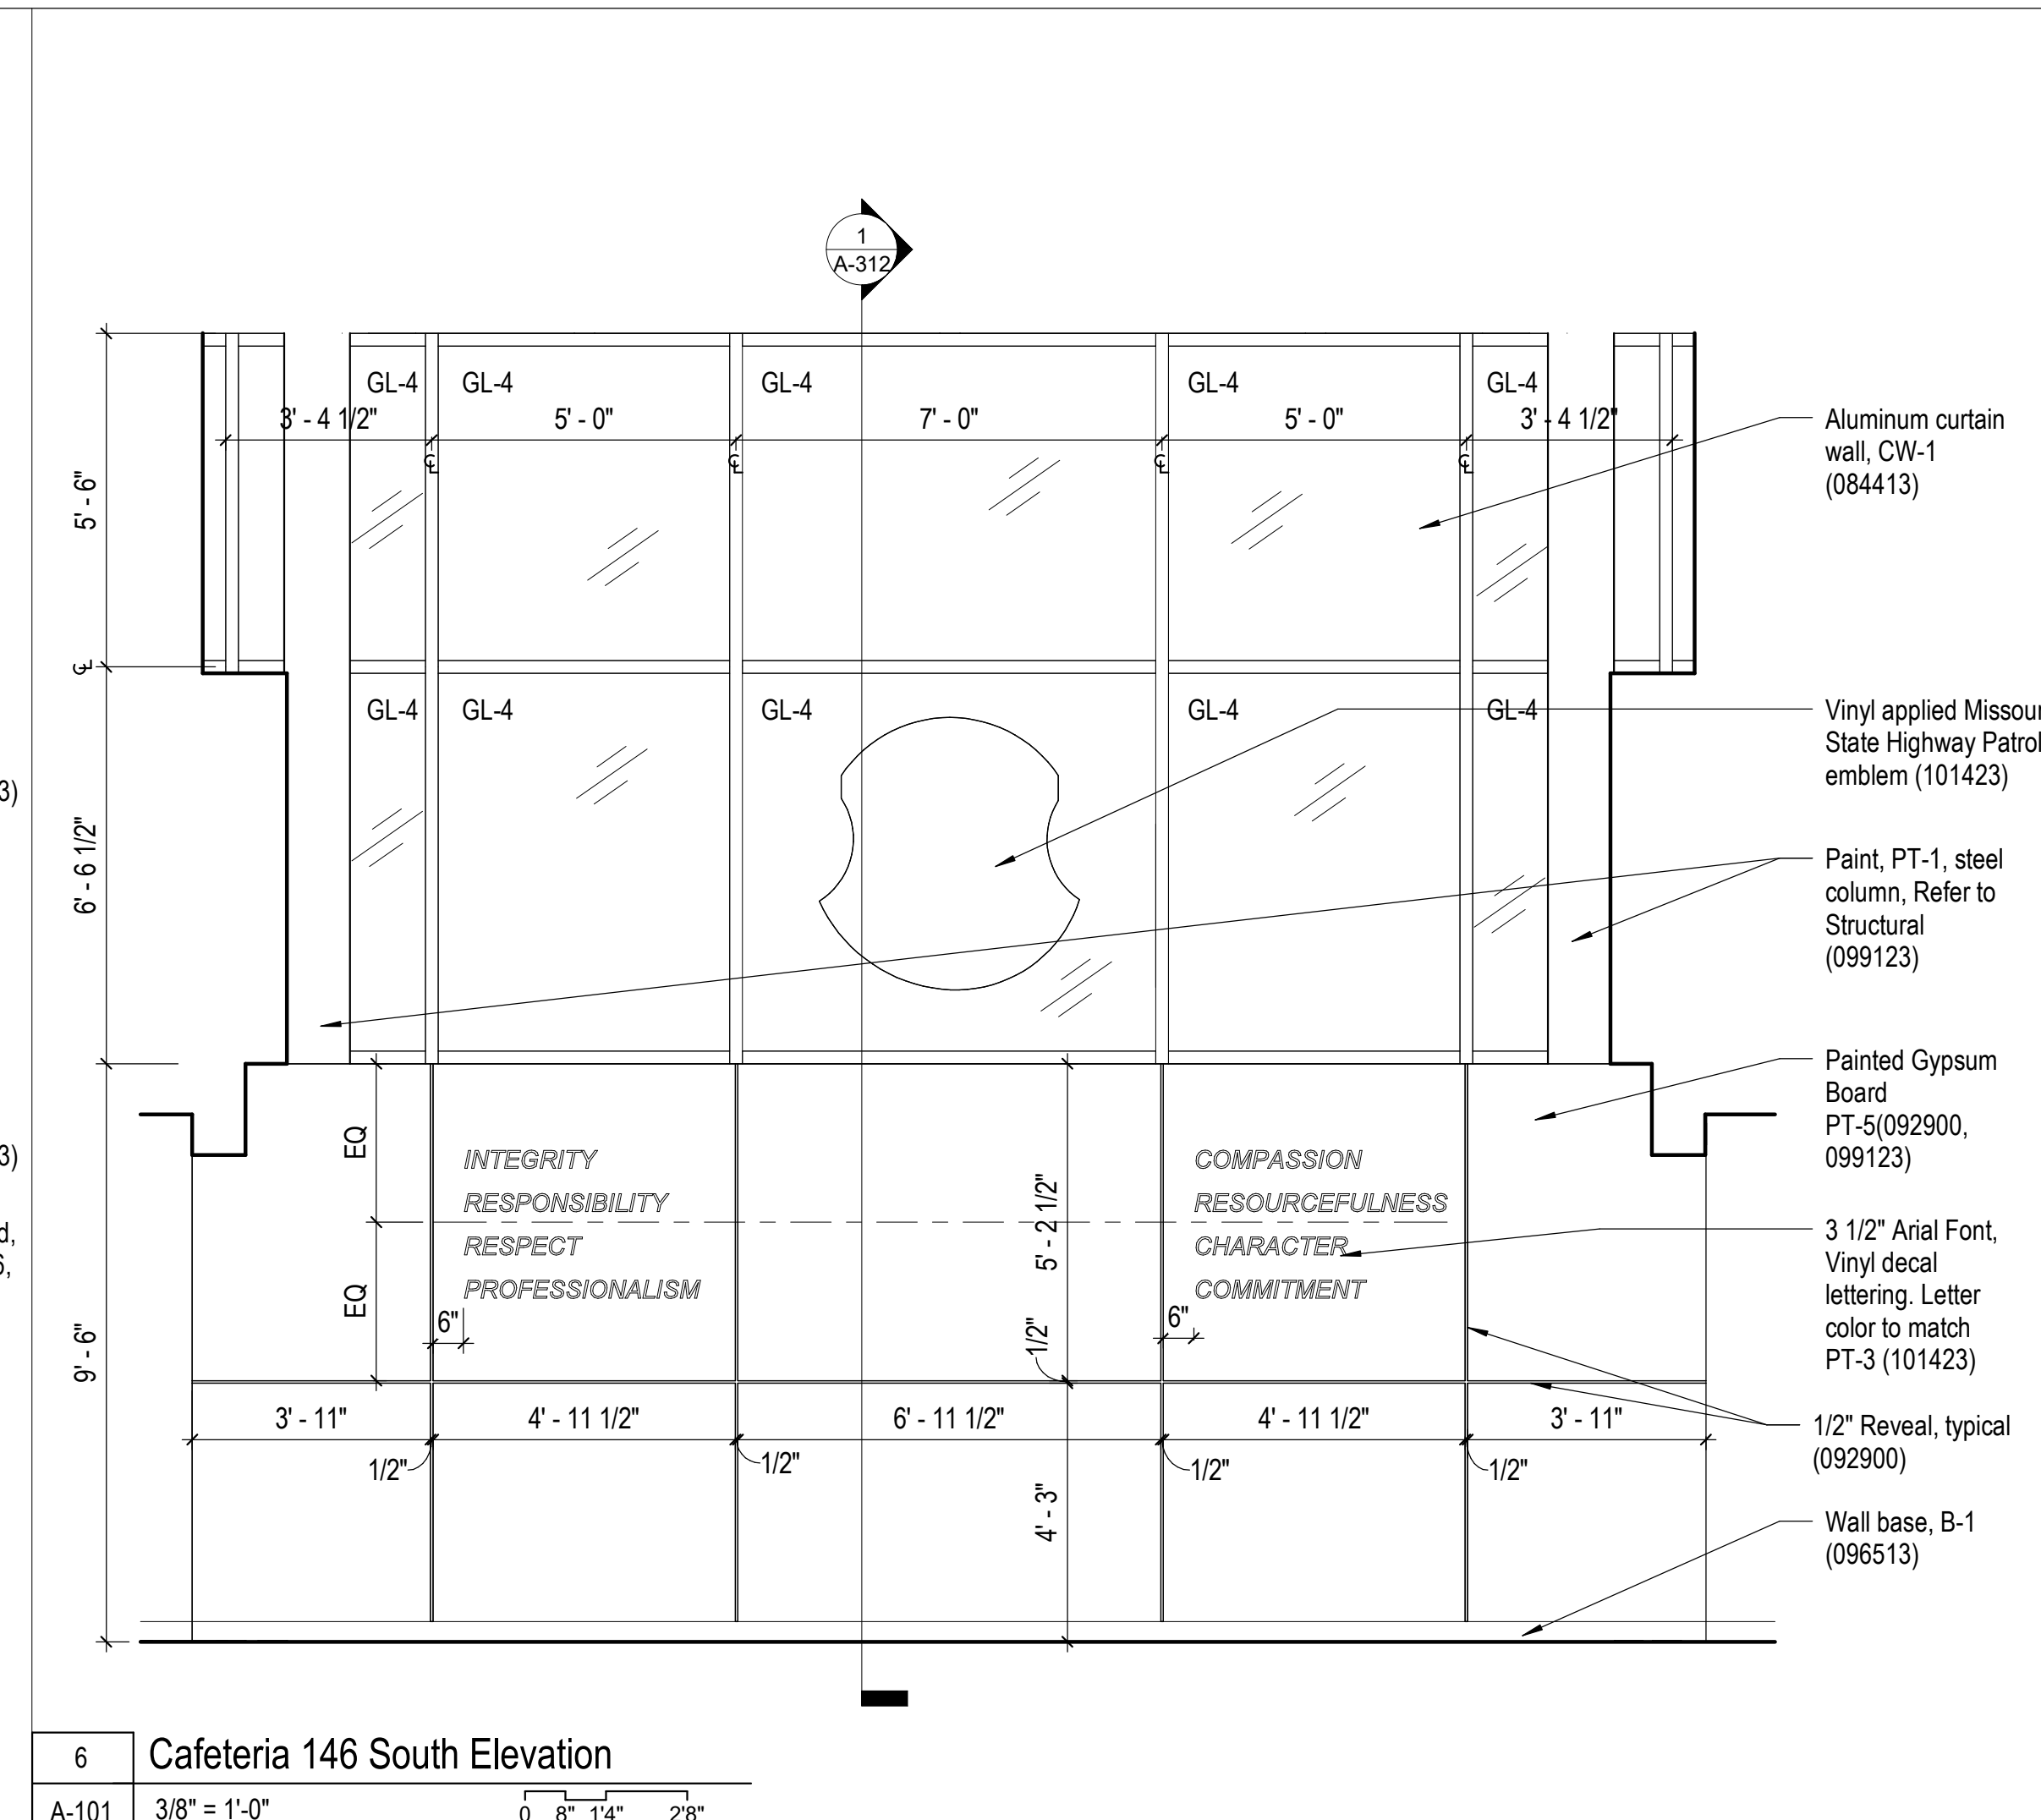 1
A-312
GL-4 GL-4 GL-4 GL-4 GL-4
3' - 4 1/2" 5' - 0" 7' - 0" 5' - 0" 3' - 4 1/2"
℄ ℄ ℄ ℄
5' - 6"
℄
6' - 6 1/2"
9' - 6"
GL-4 GL-4 GL-4 GL-4 GL-4
Aluminum curtain
wall, CW-1
(084413)
Vinyl applied Missour
State Highway Patrol
emblem (101423)
Paint, PT-1, steel
column, Refer to
Structural
(099123)
Painted Gypsum
Board
PT-5(092900,
099123)
3 1/2" Arial Font,
Vinyl decal
lettering. Letter
color to match
PT-3 (101423)
1/2" Reveal, typical
(092900)
Wall base, B-1
(096513)
3)
3)
d,
EQ
EQ
INTEGRITY
RESPONSIBILITY
RESPECT
PROFESSIONALISM
6"
5' - 2 1/2"
1/2"
COMPASSION
RESOURCEFULNESS
CHARACTER
COMMITMENT
6"
3' - 11" 4' - 11 1/2" 6' - 11 1/2" 4' - 11 1/2" 3' - 11"
1/2" 1/2" 1/2" 1/2"
4' - 3"
6 Cafeteria 146 South Elevation
A-101 3/8" = 1'-0"
0 8" 1'4" 2'8"